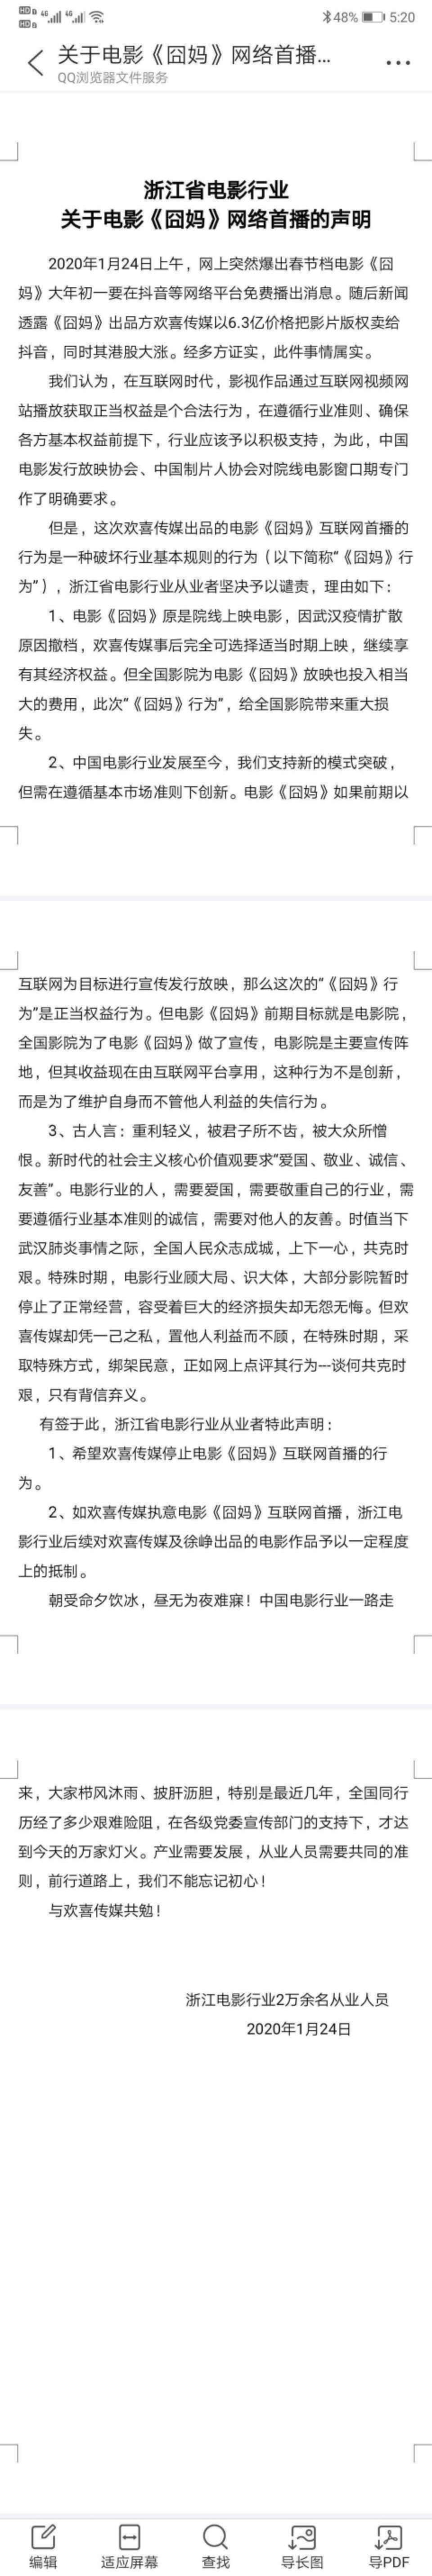 48% 5:20
关于电影《囧妈》网络首播...
QQ浏览器文件服务
浙江省电影行业
关于电影《囧妈》网络首播的声明
2020年1月24日上午，网上突然爆出春节档电影《囧
妈》大年初一要在抖音等网络平台免费播出消息。随后新闻
透露《囧妈》出品方欢喜传媒以6.3亿价格把影片版权卖给
抖音，同时其港股大涨。经多方证实，此件事情属实。
我们认为，在互联网时代，影视作品通过互联网视频网
站播放获取正当权益是个合法行为，在遵循行业准则、确保
各方基本权益前提下，行业应该予以积极支持，为此，中国
电影发行放映协会、中国制片人协会对院线电影窗口期专门
作了明确要求。
但是，这次欢喜传媒出品的电影《囧妈》互联网首播的
行为是一种破坏行业基本规则的行为（以下简称“《囧妈》行
为”），浙江省电影行业从业者坚决予以谴责，理由如下：
1、电影《囧妈》原是院线上映电影，因武汉疫情扩散
原因撤档，欢喜传媒事后完全可选择适当时期上映，继续享
有其经济权益。但全国影院为电影《囧妈》放映也投入相当
大的费用，此次“《囧妈》行为”，给全国影院带来重大损
失。
2、中国电影行业发展至今，我们支持新的模式突破，
但需在遵循基本市场准则下创新。电影《囧妈》如果前期以
互联网为目标进行宣传发行放映，那么这次的“《囧妈》行
为”是正当权益行为。但电影《囧妈》前期目标就是电影院，
全国影院为了电影《囧妈》做了宣传，电影院是主要宣传阵
地，但其收益现在由互联网平台享用，这种行为不是创新，
而是为了维护自身而不管他人利益的失信行为。
3、古人言：重利轻义，被君子所不齿，被大众所憎
恨。新时代的社会主义核心价值观要求“爱国、敬业、诚信、
友善”。电影行业的人，需要爱国，需要敬重自己的行业，需
要遵循行业基本准则的诚信，需要对他人的友善。时值当下
武汉肺炎事情之际，全国人民众志成城，上下一心，共克时
艰。特殊时期，电影行业顾大局、识大体，大部分影院暂时
停止了正常经营，容受着巨大的经济损失却无怨无悔。但欢
喜传媒却凭一己之私，置他人利益而不顾，在特殊时期，采
取特殊方式，绑架民意，正如网上点评其行为---谈何共克时
艰，只有背信弃义。
有签于此，浙江省电影行业从业者特此声明：
1、希望欢喜传媒停止电影《囧妈》互联网首播的行
为。
2、如欢喜传媒执意电影《囧妈》互联网首播，浙江电
影行业后续对欢喜传媒及徐峥出品的电影作品予以一定程度
上的抵制。
朝受命夕饮冰，昼无为夜难寐！中国电影行业一路走
来，大家栉风沐雨、披肝沥胆，特别是最近几年，全国同行
历经了多少艰难险阻，在各级党委宣传部门的支持下，才达
到今天的万家灯火。产业需要发展，从业人员需要共同的准
则，前行道路上，我们不能忘记初心！
与欢喜传媒共勉！
浙江电影行业2万余名从业人员
2020年1月24日
编辑 适应屏幕 查找 导长图 导PDF